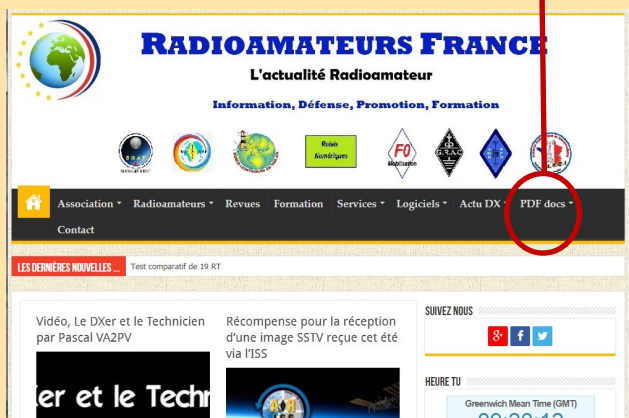 RADIOAMATEURS FRANCE
L'actualité Radioamateur
Information, Défense, Promotion, Formation
Relais
Numériques
F0
Mobilisation
G.R.A.C
Association Radioamateurs Revues Formation Services Logiciels Actu DX PDF docs
Contact
LES DERNIÈRES NOUVELLES ... Test comparatif de 19 RT
Vidéo, Le DXer et le Technicien
par Pascal VA2PV
Récompense pour la réception
d'une image SSTV reçue cet été
via l'ISS
er et le Techn
SUIVEZ NOUS
g+ f
HEURE TU
Greenwich Mean Time (GMT)